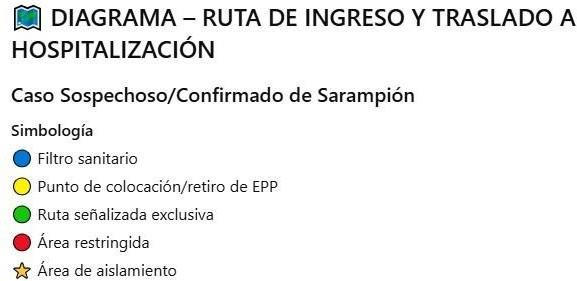 DIAGRAMA – RUTA DE INGRESO Y TRASLADO A
HOSPITALIZACIÓN
Caso Sospechoso/Confirmado de Sarampión
Simbología
Filtro sanitario
Punto de colocación/retiro de EPP
Ruta señalizada exclusiva
Área restringida
Área de aislamiento